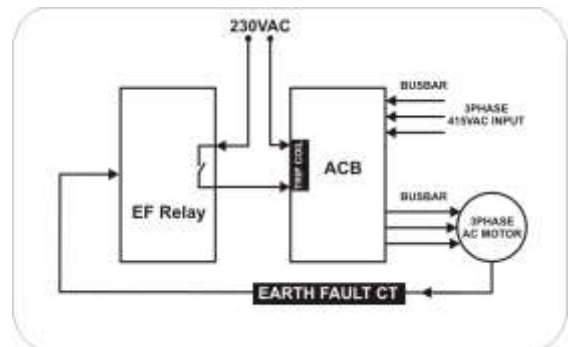 230VAC
BUSBAR
3PHASE
415VAC INPUT
TRIP COIL
ACB
EF Relay
BUSBAR
3PHASE
AC MOTOR
EARTH FAULT CT